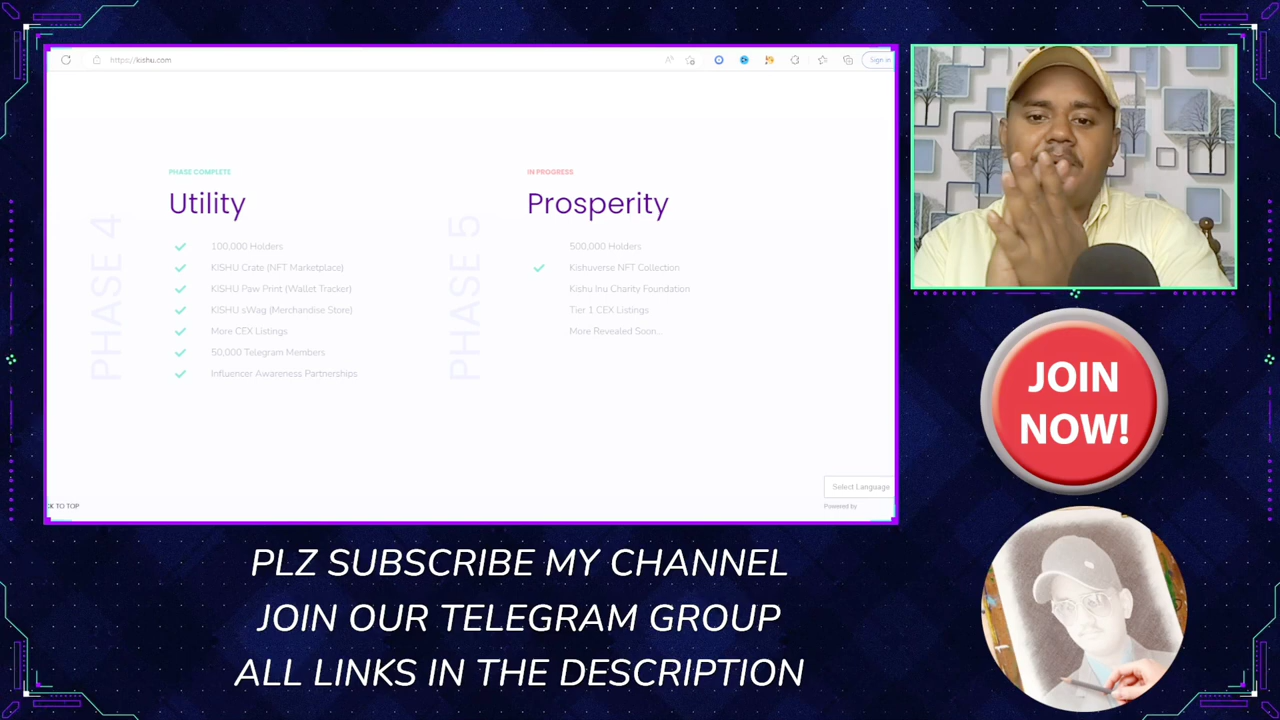 https://kishu.com
Sign in
PHASE 4
PHASE COMPLETE
Utility
100,000 Holders
KISHU Crate (NFT Marketplace)
KISHU Paw Print (Wallet Tracker)
KISHU sWag (Merchandise Store)
More CEX Listings
50,000 Telegram Members
Influencer Awareness Partnerships
PHASE 5
IN PROGRESS
Prosperity
500,000 Holders
Kishuverse NFT Collection
Kishu Inu Charity Foundation
Tier 1 CEX Listings
More Revealed Soon...
Select Language
Powered by
CK TO TOP
JOIN
NOW!
PLZ SUBSCRIBE MY CHANNEL
JOIN OUR TELEGRAM GROUP
ALL LINKS IN THE DESCRIPTION